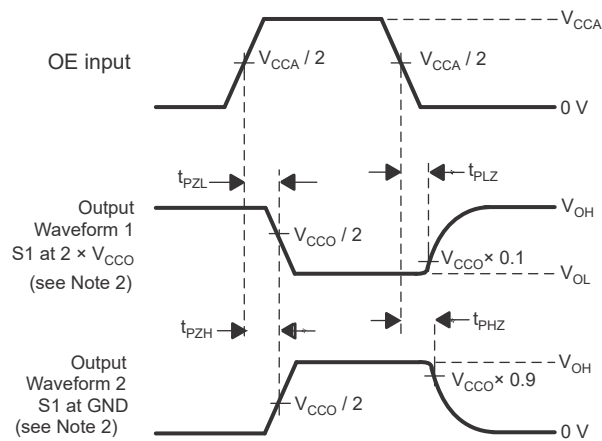 V_CCA
OE input
V_CCA / 2
V_CCA / 2
0 V
t_PZL
t_PLZ
Output
Waveform 1
S1 at 2 × V_CCO
(see Note 2)
V_CCO / 2
V_OH
V_CCO × 0.1
V_OL
t_PZH
t_PHZ
Output
Waveform 2
S1 at GND
(see Note 2)
V_CCO / 2
V_OH
V_CCO × 0.9
0 V